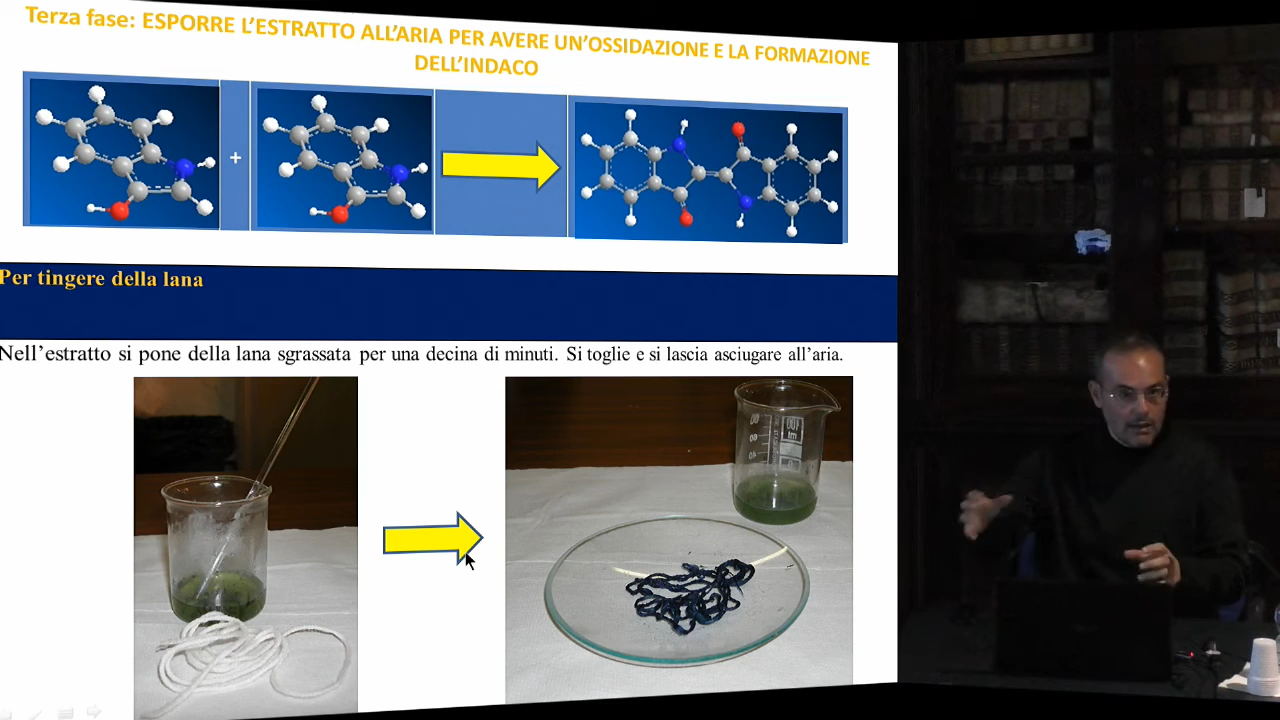 Terza fase: ESPORRE L'ESTRATTO ALL'ARIA PER AVERE UN'OSSIDAZIONE E LA FORMAZIONE
DELL'INDACO
+
Per tingere della lana
Nell'estratto si pone della lana sgrassata per una decina di minuti. Si toglie e si lascia asciugare all'aria.